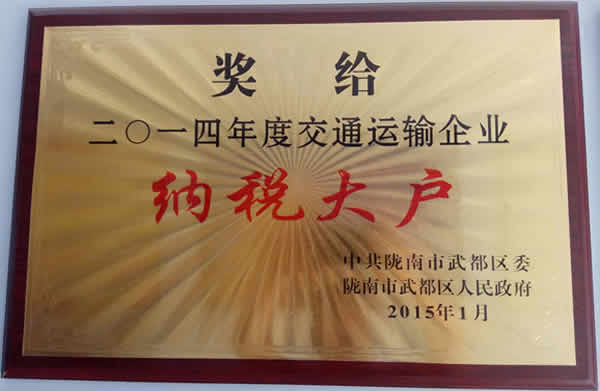 奖给
二〇一四年度交通运输企业
纳税大户
中共陇南市武都区委
陇南市武都区人民政府
2015年1月